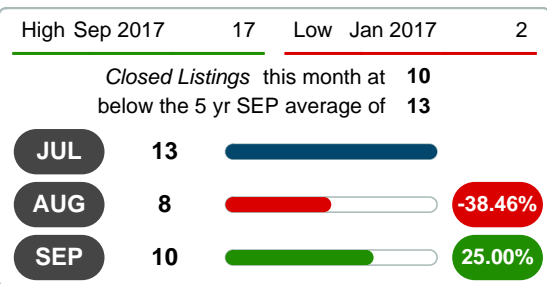 High Sep 2017 17 Low Jan 2017 2
Closed Listings this month at 10
below the 5 yr SEP average of 13
JUL 13
AUG 8 -38.46%
SEP 10 25.00%